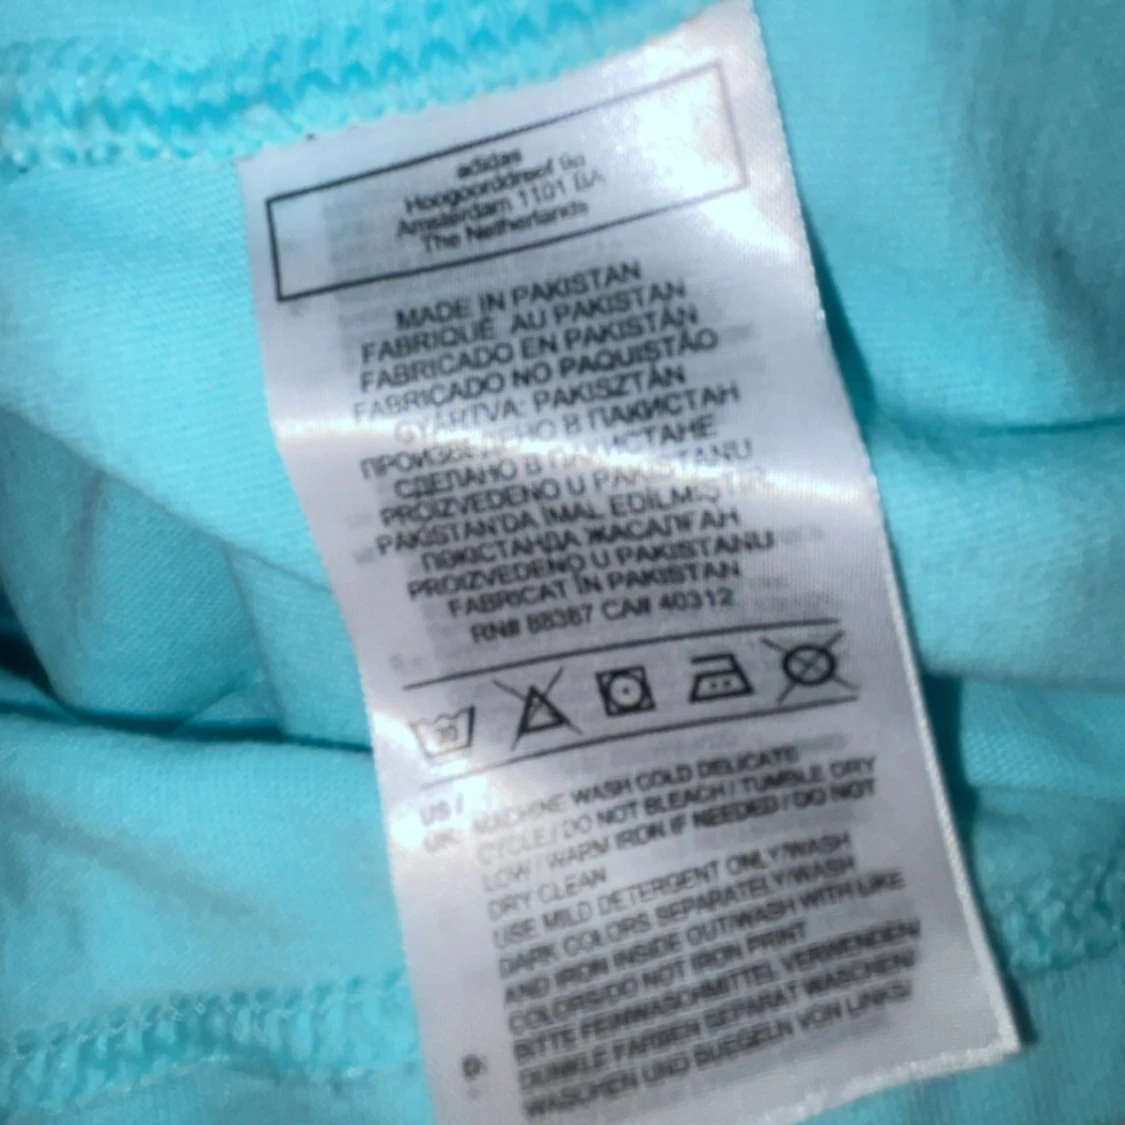 adidas
Hoogoorddreef 9a
Amsterdam 1101 BA
The Netherlands
MADE IN PAKISTAN
FABRIQUÉ AU PAKISTAN
FABRICADO EN PAKISTÁN
FABRICADO NO PAQUISTÃO
GYÁRTVA: PAKISZTÁN
ПРОИЗВЕДЕНО В ПАКИСТАН
СДЕЛАНО В ПАКИСТАНЕ
PROIZVEDENO U PAKISTANU
PAKİSTAN'DA İMAL EDİLMİŞTİR
ЖАСАЛҒАН
PROIZVEDENO U PAKISTANU
FABRICAT ÎN PAKISTAN
RN# 88387 CA# 40312
30
US /
UK: MACHINE WASH COLD DELICATE
CYCLE / DO NOT BLEACH / TUMBLE DRY
LOW / WARM IRON IF NEEDED / DO NOT
DRY CLEAN
USE MILD DETERGENT ONLY/WASH
DARK COLORS SEPARATELY/WASH
AND IRON INSIDE OUT/WASH WITH LIKE
COLORS/DO NOT IRON PRINT
D: BITTE FEINWASCHMITTEL VERWENDEN/
DUNKLE FARBEN SEPARAT WASCHEN/
WASCHEN UND BUEGELN VON LINKS/